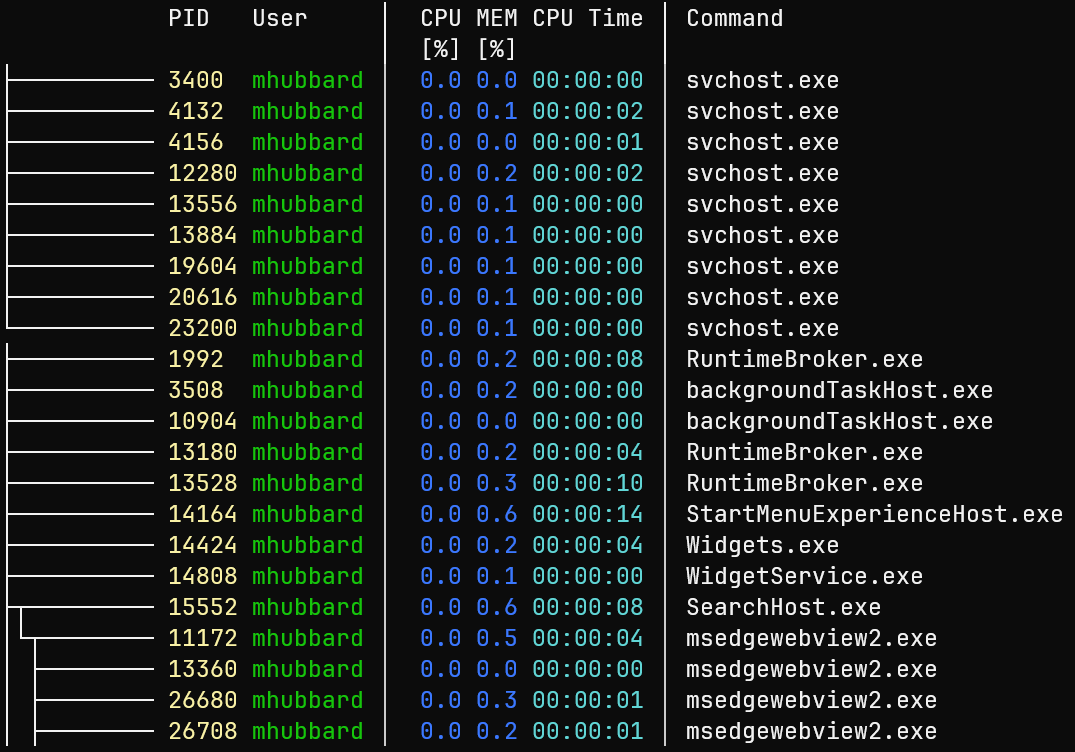 PID User CPU MEM CPU Time Command
[%] [%]
3400 mhubbard 0.0 0.0 00:00:00 svchost.exe
4132 mhubbard 0.0 0.1 00:00:02 svchost.exe
4156 mhubbard 0.0 0.0 00:00:01 svchost.exe
12280 mhubbard 0.0 0.2 00:00:02 svchost.exe
13556 mhubbard 0.0 0.1 00:00:00 svchost.exe
13884 mhubbard 0.0 0.1 00:00:00 svchost.exe
19604 mhubbard 0.0 0.1 00:00:00 svchost.exe
20616 mhubbard 0.0 0.1 00:00:00 svchost.exe
23200 mhubbard 0.0 0.1 00:00:00 svchost.exe
1992 mhubbard 0.0 0.2 00:00:08 RuntimeBroker.exe
3508 mhubbard 0.0 0.2 00:00:00 backgroundTaskHost.exe
10904 mhubbard 0.0 0.0 00:00:00 backgroundTaskHost.exe
13180 mhubbard 0.0 0.2 00:00:04 RuntimeBroker.exe
13528 mhubbard 0.0 0.3 00:00:10 RuntimeBroker.exe
14164 mhubbard 0.0 0.6 00:00:14 StartMenuExperienceHost.exe
14424 mhubbard 0.0 0.2 00:00:04 Widgets.exe
14808 mhubbard 0.0 0.1 00:00:00 WidgetService.exe
15552 mhubbard 0.0 0.6 00:00:08 SearchHost.exe
11172 mhubbard 0.0 0.5 00:00:04 msedgewebview2.exe
13360 mhubbard 0.0 0.0 00:00:00 msedgewebview2.exe
26680 mhubbard 0.0 0.3 00:00:01 msedgewebview2.exe
26708 mhubbard 0.0 0.2 00:00:01 msedgewebview2.exe